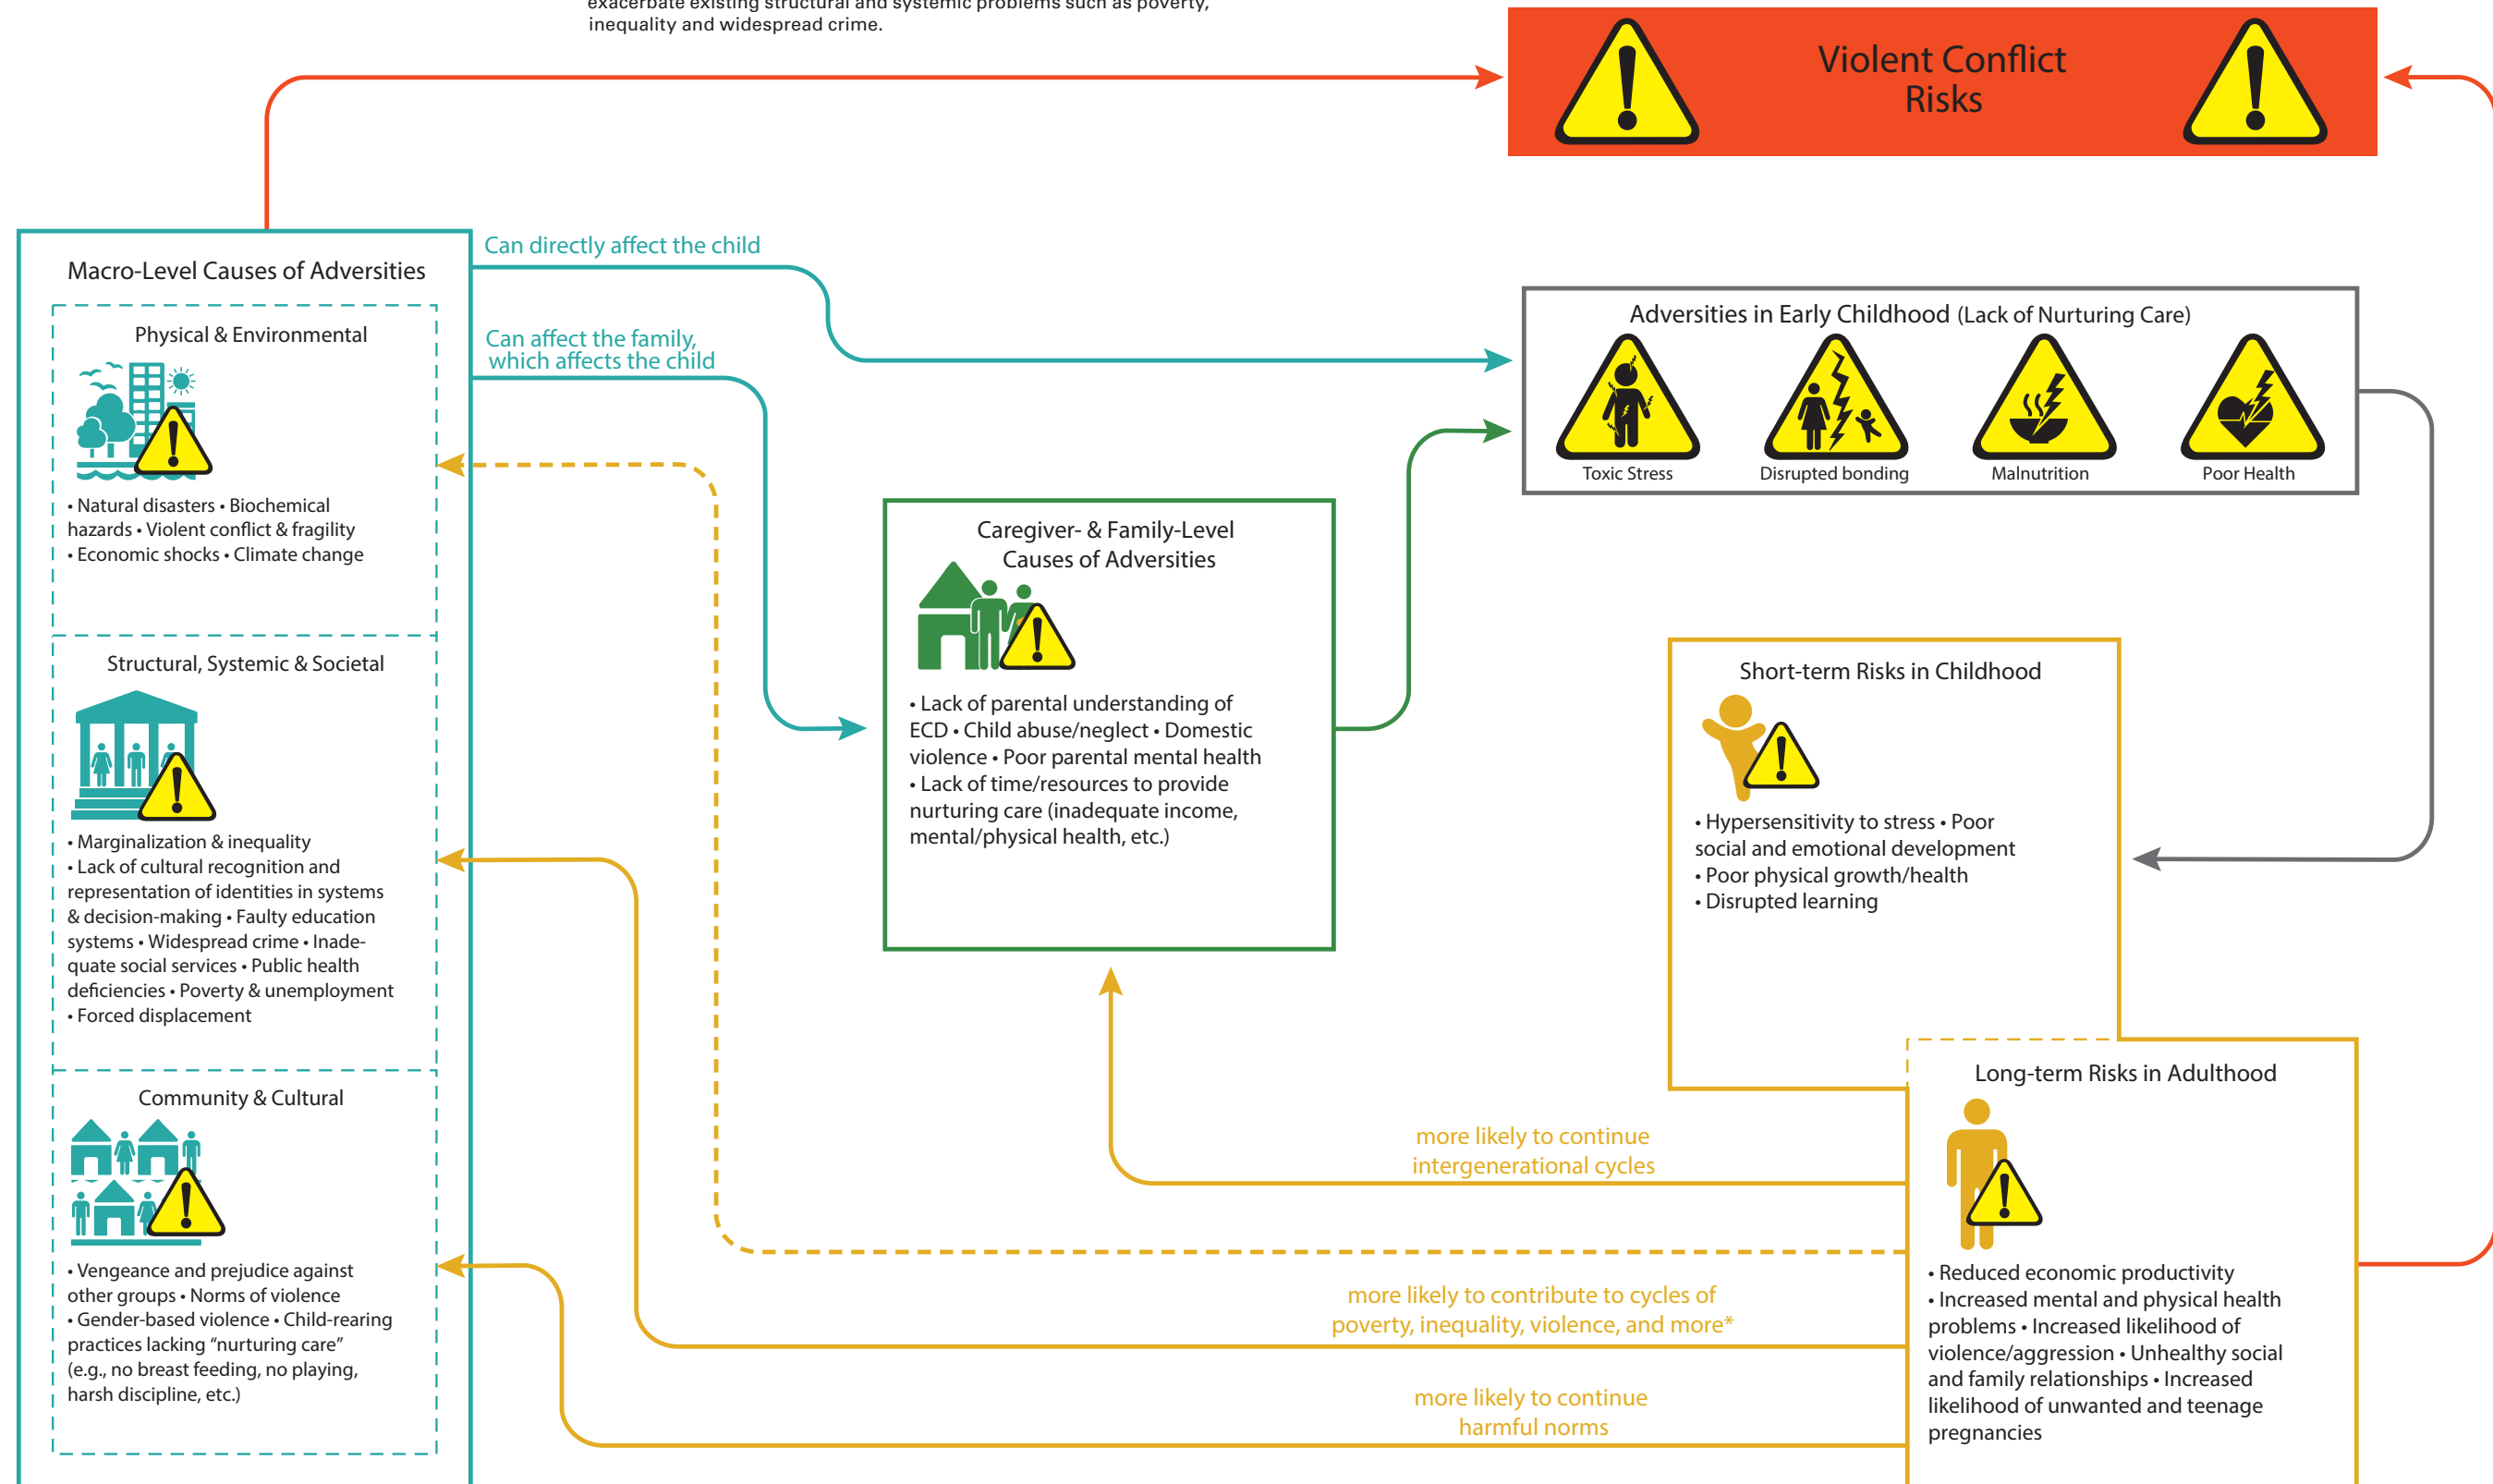 exacerbate existing structural and systemic problems such as poverty,
inequality and widespread crime.
Violent Conflict
Risks
Macro-Level Causes of Adversities
Can directly affect the child
Can affect the family,
which affects the child
Physical & Environmental
• Natural disasters • Biochemical
hazards • Violent conflict & fragility
• Economic shocks • Climate change
Structural, Systemic & Societal
• Marginalization & inequality
• Lack of cultural recognition and
representation of identities in systems
& decision-making • Faulty education
systems • Widespread crime • Inade-
quate social services • Public health
deficiencies • Poverty & unemployment
• Forced displacement
Community & Cultural
• Vengeance and prejudice against
other groups • Norms of violence
• Gender-based violence • Child-rearing
practices lacking “nurturing care”
(e.g., no breast feeding, no playing,
harsh discipline, etc.)
Caregiver- & Family-Level
Causes of Adversities
• Lack of parental understanding of
ECD • Child abuse/neglect • Domestic
violence • Poor parental mental health
• Lack of time/resources to provide
nurturing care (inadequate income,
mental/physical health, etc.)
Adversities in Early Childhood (Lack of Nurturing Care)
Toxic Stress
Disrupted bonding
Malnutrition
Poor Health
Short-term Risks in Childhood
• Hypersensitivity to stress • Poor
social and emotional development
• Poor physical growth/health
• Disrupted learning
Long-term Risks in Adulthood
• Reduced economic productivity
• Increased mental and physical health
problems • Increased likelihood of
violence/aggression • Unhealthy social
and family relationships • Increased
likelihood of unwanted and teenage
pregnancies
more likely to continue
intergenerational cycles
more likely to contribute to cycles of
poverty, inequality, violence, and more*
more likely to continue
harmful norms